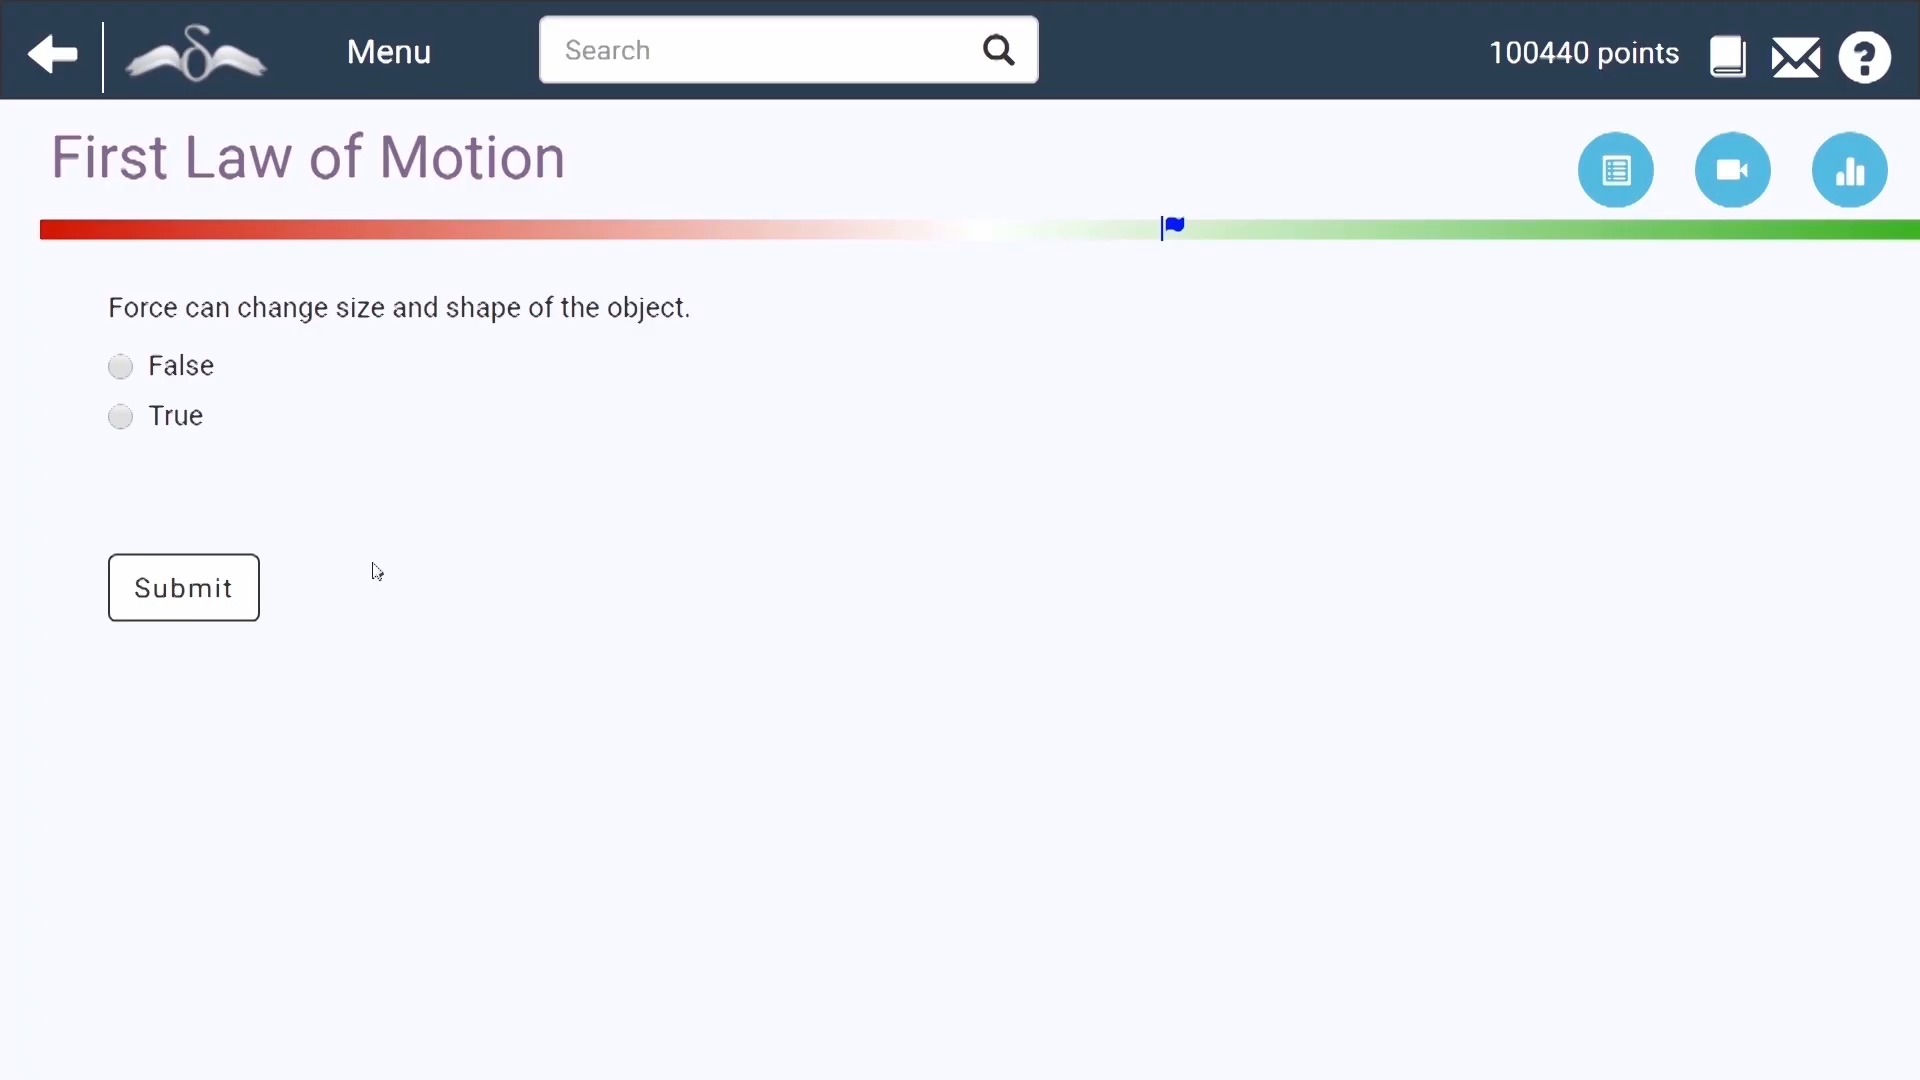 Menu
Search
100440 points
First Law of Motion
Force can change size and shape of the object.
False
True
Submit